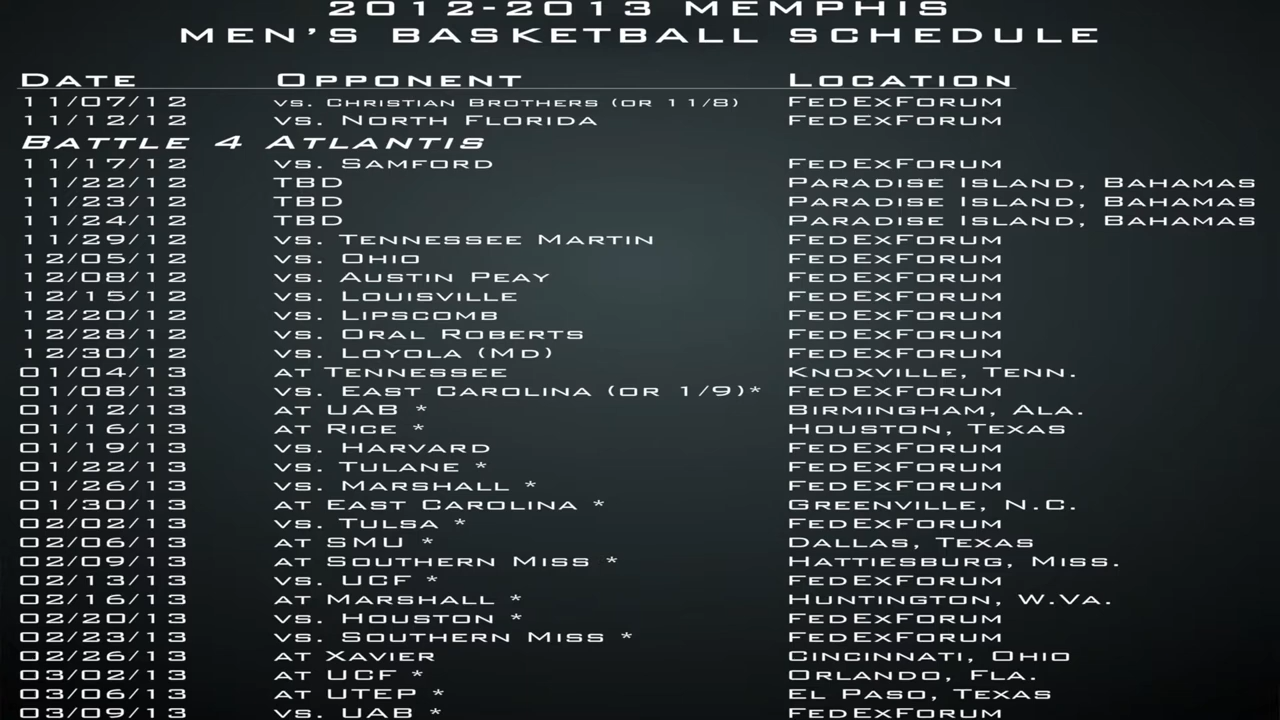 2012-2013 Memphis
Men's Basketball Schedule
Date Opponent Location
11/07/12 vs. Christian Brothers (or 11/8) FedExForum
11/12/12 vs. North Florida FedExForum
Battle 4 Atlantis
11/17/12 vs. Samford FedExForum
11/22/12 TBD Paradise Island, Bahamas
11/23/12 TBD Paradise Island, Bahamas
11/24/12 TBD Paradise Island, Bahamas
11/29/12 vs. Tennessee Martin FedExForum
12/05/12 vs. Ohio FedExForum
12/08/12 vs. Austin Peay FedExForum
12/15/12 vs. Louisville FedExForum
12/20/12 vs. Lipscomb FedExForum
12/28/12 vs. Oral Roberts FedExForum
12/30/12 vs. Loyola (Md) FedExForum
01/04/13 at Tennessee Knoxville, Tenn.
01/08/13 vs. East Carolina (or 1/9)* FedExForum
01/12/13 at UAB * Birmingham, Ala.
01/16/13 at Rice * Houston, Texas
01/19/13 vs. Harvard FedExForum
01/22/13 vs. Tulane * FedExForum
01/26/13 vs. Marshall * FedExForum
01/30/13 at East Carolina * Greenville, N.C.
02/02/13 vs. Tulsa * FedExForum
02/06/13 at SMU * Dallas, Texas
02/09/13 at Southern Miss * Hattiesburg, Miss.
02/13/13 vs. UCF * FedExForum
02/16/13 at Marshall * Huntington, W.Va.
02/20/13 vs. Houston * FedExForum
02/23/13 vs. Southern Miss * FedExForum
02/26/13 at Xavier Cincinnati, Ohio
03/02/13 at UCF * Orlando, Fla.
03/06/13 at UTEP * El Paso, Texas
03/09/13 vs. UAB * FedExForum